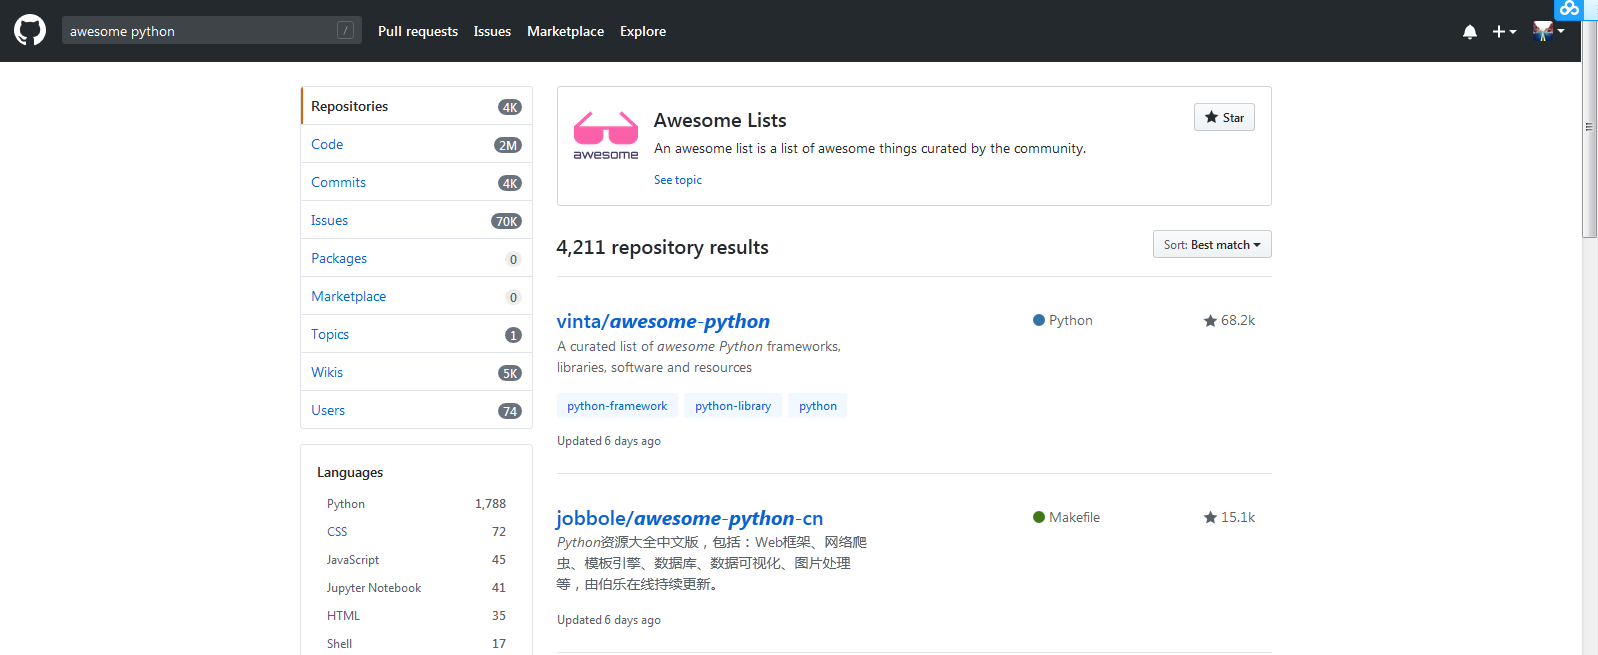 awesome python /
Pull requests Issues Marketplace Explore
Repositories 4K
Code 2M
Commits 4K
Issues 70K
Packages 0
Marketplace 0
Topics 1
Wikis 5K
Users 74
Languages
Python 1,788
CSS 72
JavaScript 45
Jupyter Notebook 41
HTML 35
Shell 17
awesome
Awesome Lists
Star
An awesome list is a list of awesome things curated by the community.
See topic
4,211 repository results
Sort: Best match
vinta/awesome-python
Python
68.2k
A curated list of awesome Python frameworks,
libraries, software and resources
python-framework python-library python
Updated 6 days ago
jobbole/awesome-python-cn
Makefile
15.1k
Python资源大全中文版，包括：Web框架、网络爬
虫、模板引擎、数据库、数据可视化、图片处理
等，由伯乐在线持续更新。
Updated 6 days ago